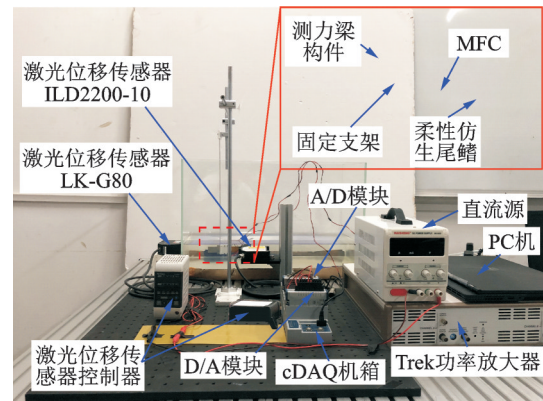 测力梁
构件
MFC
激光位移传感器
ILD2200-10
固定支架
柔性仿
生尾鳍
激光位移传感器
LK-G80
A/D模块
直流源
PC机
激光位移传
感器控制器
D/A模块
cDAQ机箱
Trek功率放大器